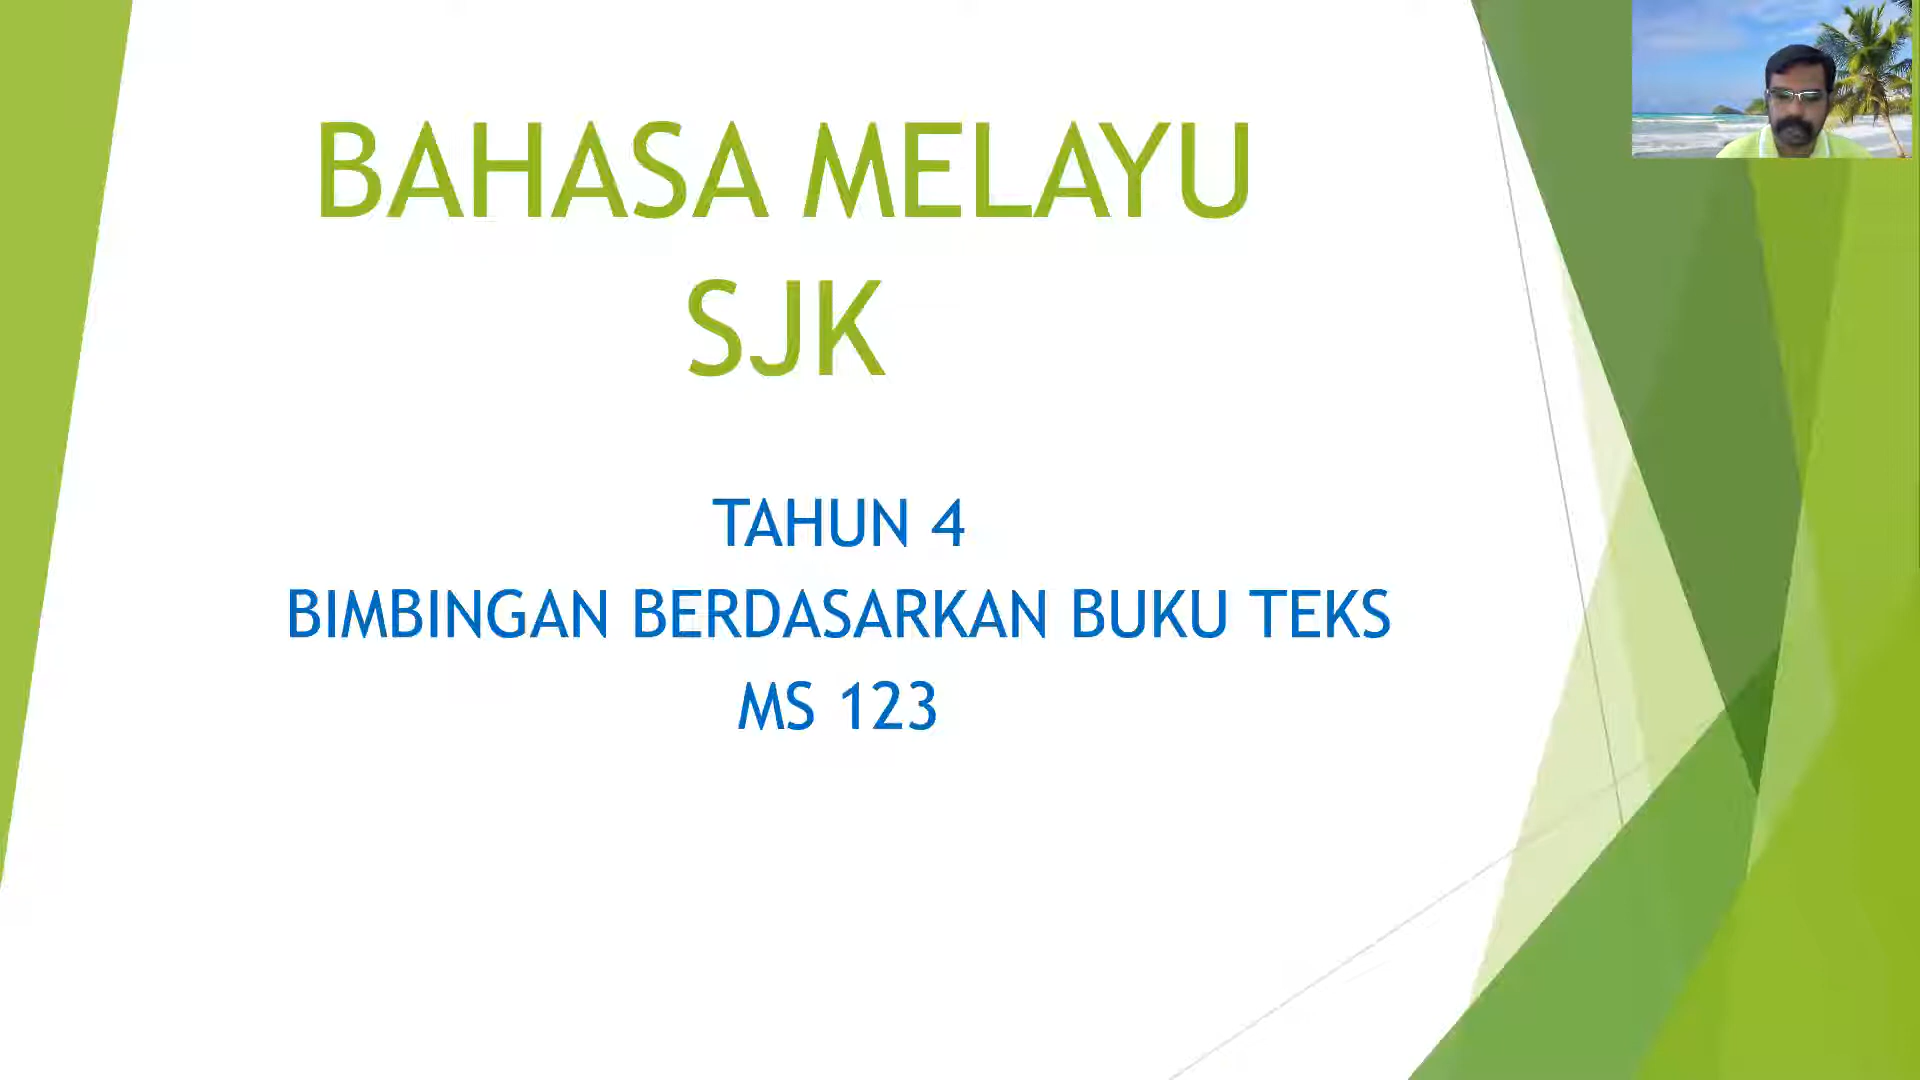 BAHASA MELAYU
SJK
TAHUN 4
BIMBINGAN BERDASARKAN BUKU TEKS
MS 123